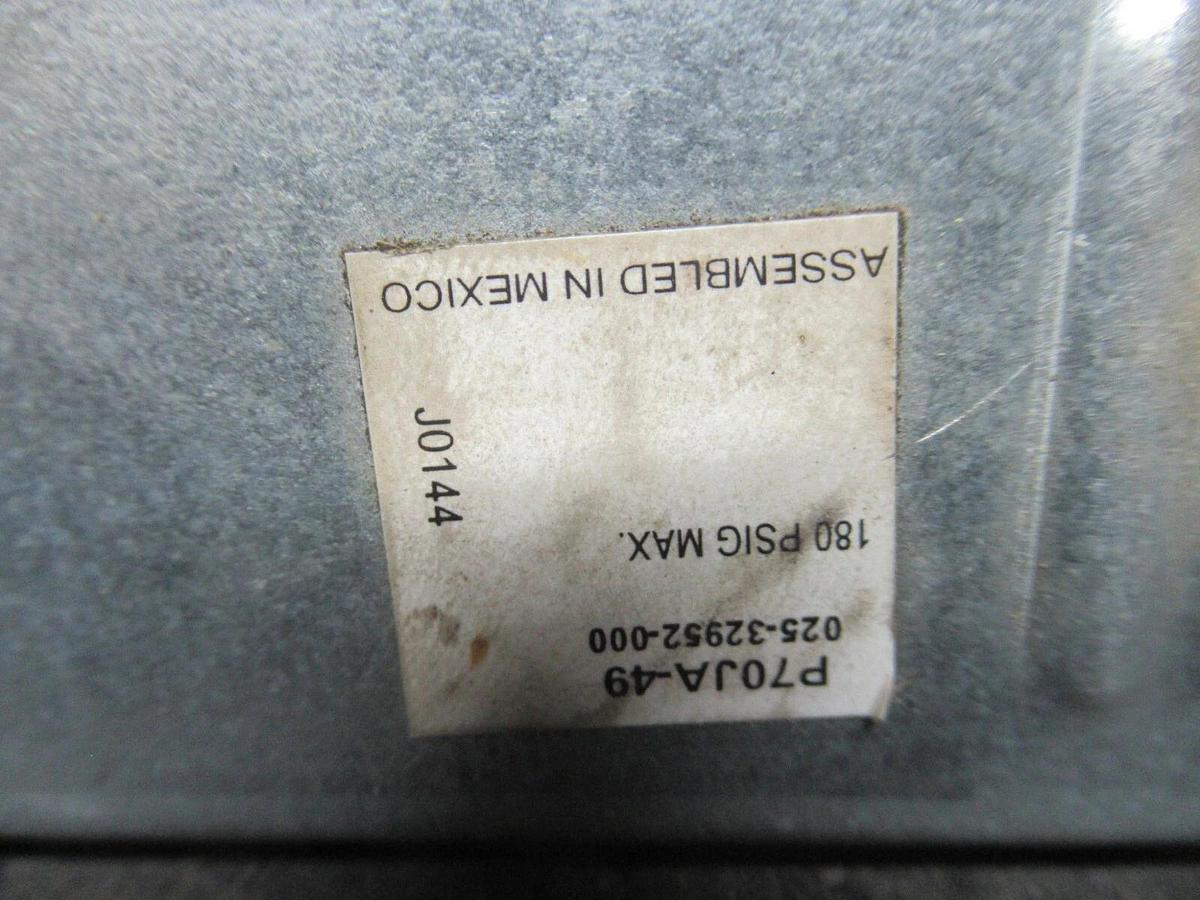 P70JA-49
025-32952-000
180 PSIG MAX.
J0144
ASSEMBLED IN MEXICO